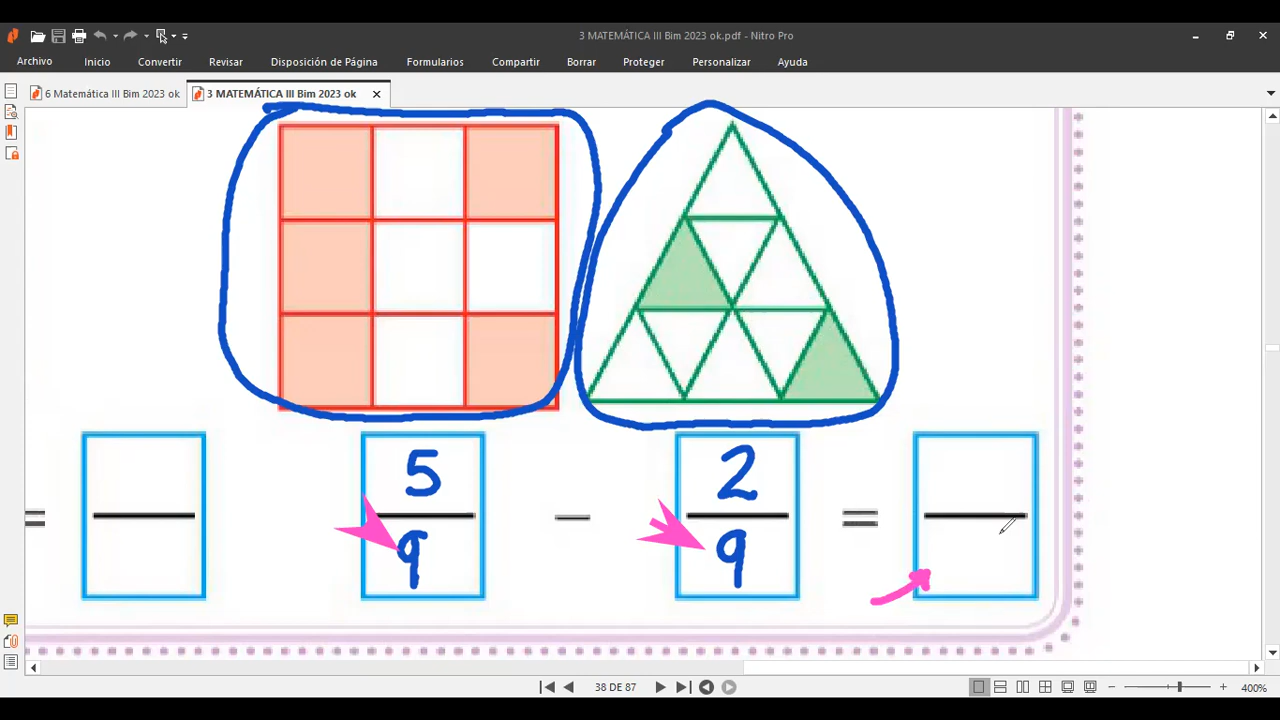 3 MATEMÁTICA III Bim 2023 ok.pdf - Nitro Pro
Archivo Inicio Convertir Revisar Disposición de Página Formularios Compartir Borrar Proteger Personalizar Ayuda
6 Matemática III Bim 2023 ok 3 MATEMÁTICA III Bim 2023 ok
5 2
= — =
9 9
38 DE 87 400%